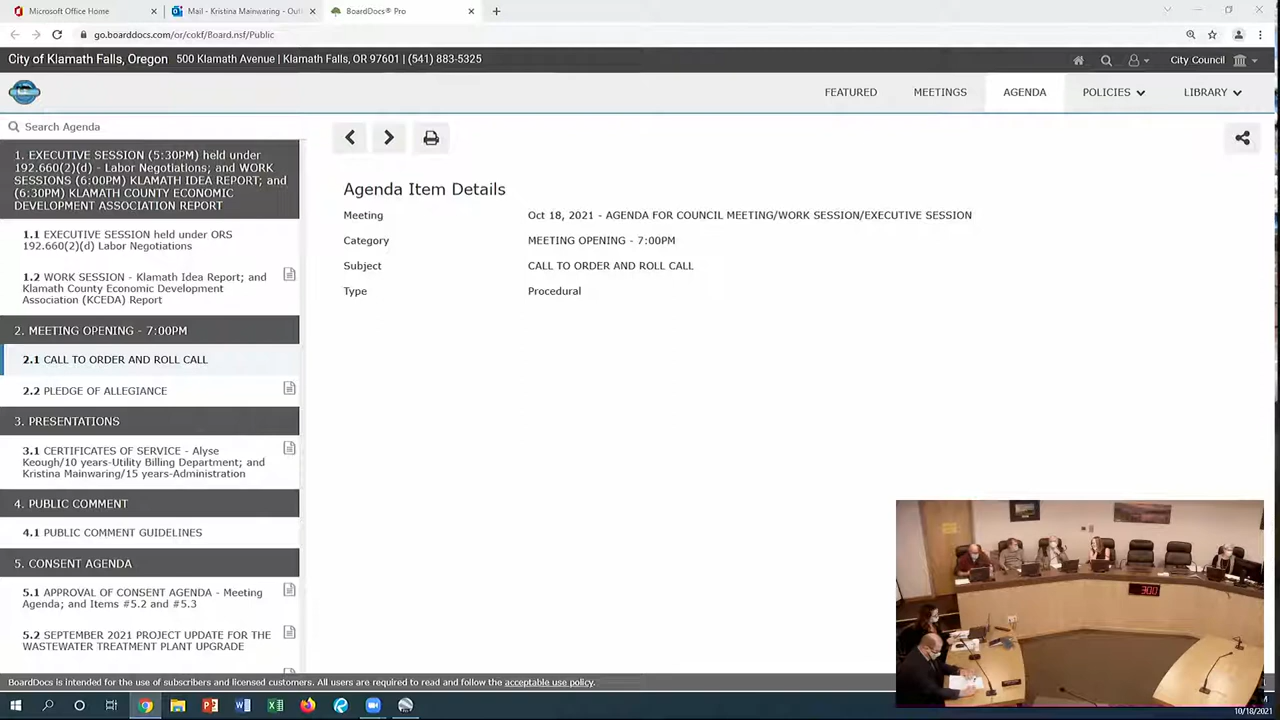 Microsoft Office Home
Mail - Kristina Mainwaring - Out
BoardDocs® Pro
go.boarddocs.com/or/cokf/Board.nsf/Public
City of Klamath Falls, Oregon 500 Klamath Avenue | Klamath Falls, OR 97601 | (541) 883-5325
City Council
FEATURED
MEETINGS
AGENDA
POLICIES
LIBRARY
Search Agenda
1. EXECUTIVE SESSION (5:30PM) held under
192.660(2)(d) - Labor Negotiations; and WORK
SESSIONS (6:00PM) KLAMATH IDEA REPORT; and
(6:30PM) KLAMATH COUNTY ECONOMIC
DEVELOPMENT ASSOCIATION REPORT
1.1 EXECUTIVE SESSION held under ORS
192.660(2)(d) Labor Negotiations
1.2 WORK SESSION - Klamath Idea Report; and
Klamath County Economic Development
Association (KCEDA) Report
2. MEETING OPENING - 7:00PM
2.1 CALL TO ORDER AND ROLL CALL
2.2 PLEDGE OF ALLEGIANCE
3. PRESENTATIONS
3.1 CERTIFICATES OF SERVICE - Alyse
Keough/10 years-Utility Billing Department; and
Kristina Mainwaring/15 years-Administration
4. PUBLIC COMMENT
4.1 PUBLIC COMMENT GUIDELINES
5. CONSENT AGENDA
5.1 APPROVAL OF CONSENT AGENDA - Meeting
Agenda; and Items #5.2 and #5.3
5.2 SEPTEMBER 2021 PROJECT UPDATE FOR THE
WASTEWATER TREATMENT PLANT UPGRADE
Agenda Item Details
Meeting Oct 18, 2021 - AGENDA FOR COUNCIL MEETING/WORK SESSION/EXECUTIVE SESSION
Category MEETING OPENING - 7:00PM
Subject CALL TO ORDER AND ROLL CALL
Type Procedural
3:00
BoardDocs is intended for the use of subscribers and licensed customers. All users are required to read and follow the acceptable use policy.
10/18/2021